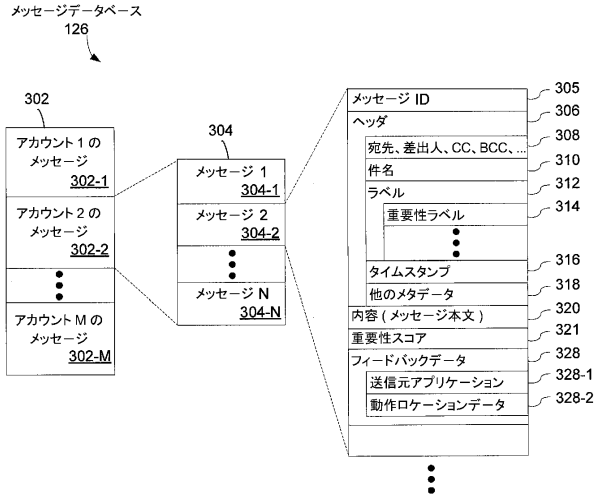 メッセージデータベース
126
302
アカウント 1 の
メッセージ
302-1
アカウント 2 の
メッセージ
302-2
アカウント M の
メッセージ
302-M
304
メッセージ 1
304-1
メッセージ 2
304-2
メッセージ N
304-N
メッセージ ID
305
ヘッダ
306
宛先、差出人、CC、BCC、...
308
件名
310
ラベル
312
重要性ラベル
314
タイムスタンプ
316
他のメタデータ
318
内容 ( メッセージ本文 )
320
重要性スコア
321
フィードバックデータ
328
送信元アプリケーション
328-1
動作ロケーションデータ
328-2